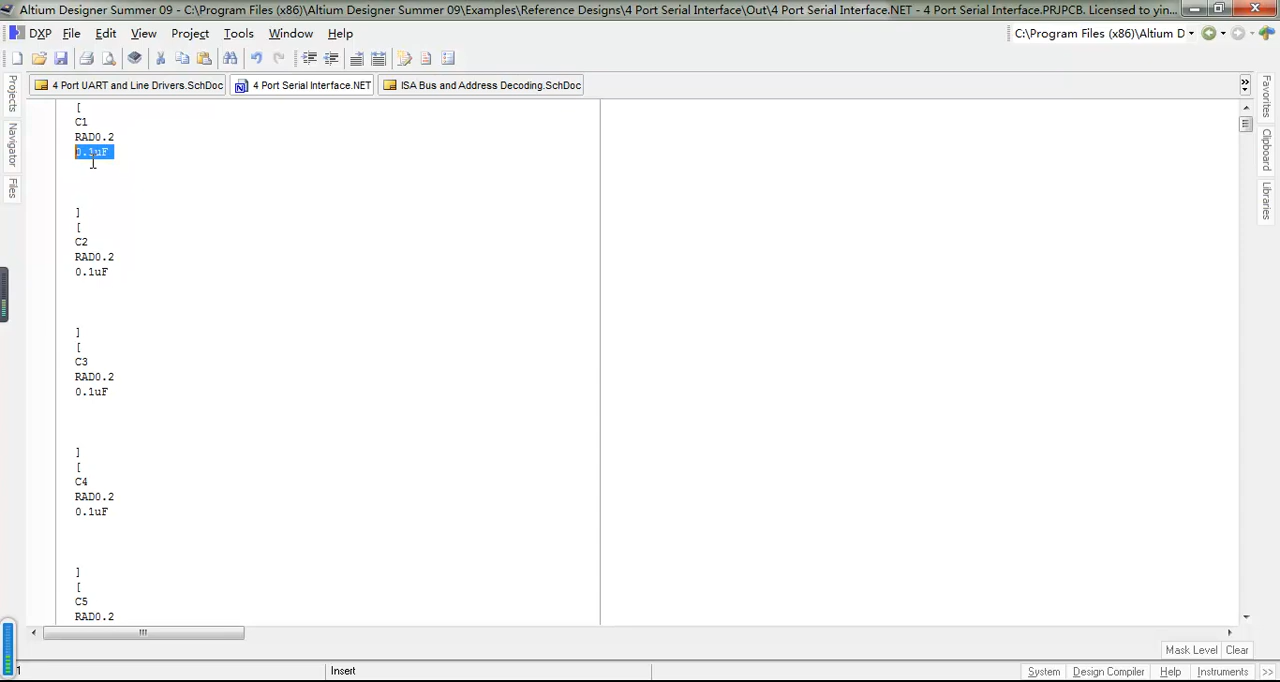 Altium Designer Summer 09 - C:\Program Files (x86)\Altium Designer Summer 09\Examples\Reference Designs\4 Port Serial Interface\Out\4 Port Serial Interface.NET - 4 Port Serial Interface.PRJPCB. Licensed to yin...
DXP File Edit View Project Tools Window Help C:\Program Files (x86)\Altium D
4 Port UART and Line Drivers.SchDoc 4 Port Serial Interface.NET ISA Bus and Address Decoding.SchDoc
Projects
Navigator
Files
Favorites
Clipboard
Libraries
[
C1
RAD0.2
0.1uF
]
[
C2
RAD0.2
0.1uF
]
[
C3
RAD0.2
0.1uF
]
[
C4
RAD0.2
0.1uF
]
[
C5
RAD0.2
Mask Level Clear
1 Insert System Design Compiler Help Instruments >>